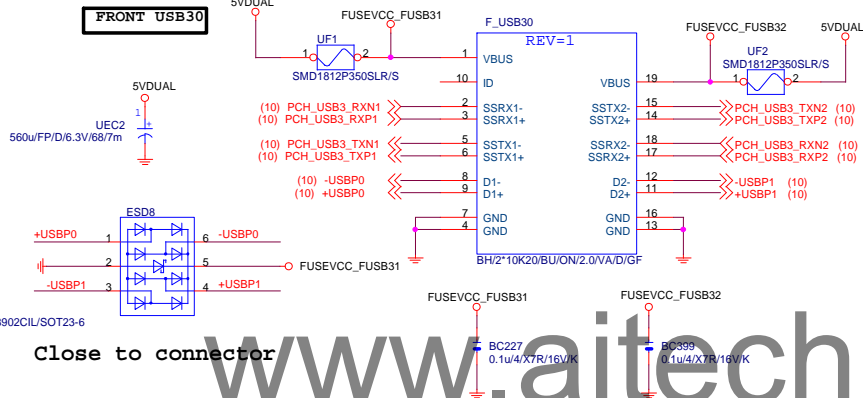 FRONT USB30
5VDUAL
FUSEVCC_FUSB31
UF1
1 2
SMD1812P350SLR/S
F_USB30
REV=1
FUSEVCC_FUSB32
5VDUAL
UF2
SMD1812P350SLR/S
1 2
1 VBUS
10 ID
VBUS 19
(10) PCH_USB3_RXN1 2 SSRX1-
(10) PCH_USB3_RXP1 3 SSRX1+
SSTX2- 15 PCH_USB3_TXN2 (10)
SSTX2+ 14 PCH_USB3_TXP2 (10)
(10) PCH_USB3_TXN1 5 SSTX1-
(10) PCH_USB3_TXP1 6 SSTX1+
SSRX2- 18 PCH_USB3_RXN2 (10)
SSRX2+ 17 PCH_USB3_RXP2 (10)
(10) -USBP0 8 D1-
(10) +USBP0 9 D1+
D2- 12 -USBP1 (10)
D2+ 11 +USBP1 (10)
7 GND
4 GND
GND 16
GND 13
BH/2*10K20/BU/ON/2.0/VA/D/GF
5VDUAL
1
+
UEC2
560u/FP/D/6.3V/68/7m
ESD8
+USBP0 1 6 -USBP0
2 5 FUSEVCC_FUSB31
-USBP1 3 4 +USBP1
902CIL/SOT23-6
Close to connector
FUSEVCC_FUSB31
BC227
0.1u/4/X7R/16V/K
FUSEVCC_FUSB32
BC399
0.1u/4/X7R/16V/K
www.aitech